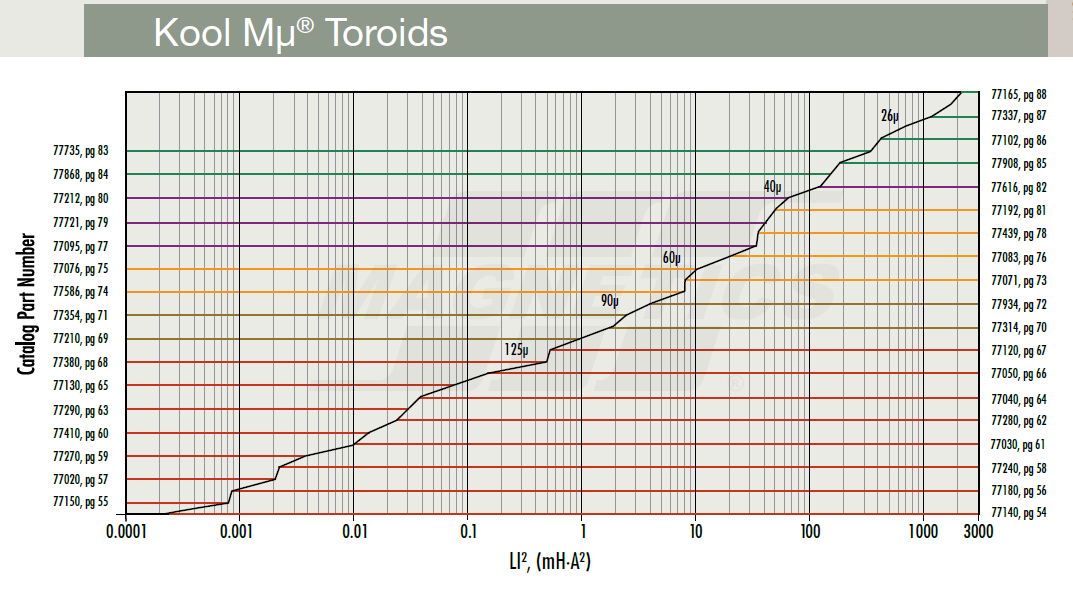 Kool Mµ® Toroids
77735, pg 83
77868, pg 84
77212, pg 80
77721, pg 79
77095, pg 77
77076, pg 75
77586, pg 74
77354, pg 71
77210, pg 69
77380, pg 68
77130, pg 65
77290, pg 63
77410, pg 60
77270, pg 59
77020, pg 57
77150, pg 55
Catalog Part Number
26µ
40µ
60µ
90µ
125µ
MAGNETICS
®
77165, pg 88
77337, pg 87
77102, pg 86
77908, pg 85
77616, pg 82
77192, pg 81
77439, pg 78
77083, pg 76
77071, pg 73
77934, pg 72
77314, pg 70
77120, pg 67
77050, pg 66
77040, pg 64
77280, pg 62
77030, pg 61
77240, pg 58
77180, pg 56
77140, pg 54
0.0001 0.001 0.01 0.1 1 10 100 1000 3000
LI², (mH·A²)